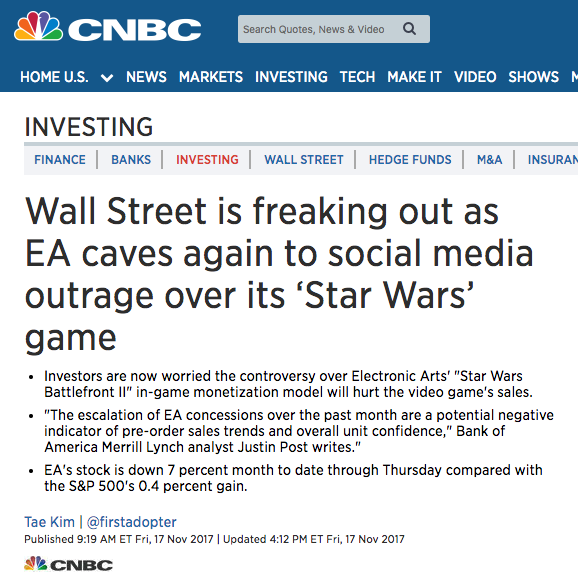 CNBC
Search Quotes, News & Video
HOME U.S. NEWS MARKETS INVESTING TECH MAKE IT VIDEO SHOWS
INVESTING
FINANCE BANKS INVESTING WALL STREET HEDGE FUNDS M&A INSURAN
Wall Street is freaking out as
EA caves again to social media
outrage over its ‘Star Wars’
game
• Investors are now worried the controversy over Electronic Arts' "Star Wars
Battlefront II" in-game monetization model will hurt the video game's sales.
• "The escalation of EA concessions over the past month are a potential negative
indicator of pre-order sales trends and overall unit confidence," Bank of
America Merrill Lynch analyst Justin Post writes."
• EA's stock is down 7 percent month to date through Thursday compared with
the S&P 500's 0.4 percent gain.
Tae Kim | @firstadopter
Published 9:19 AM ET Fri, 17 Nov 2017 | Updated 4:12 PM ET Fri, 17 Nov 2017
CNBC